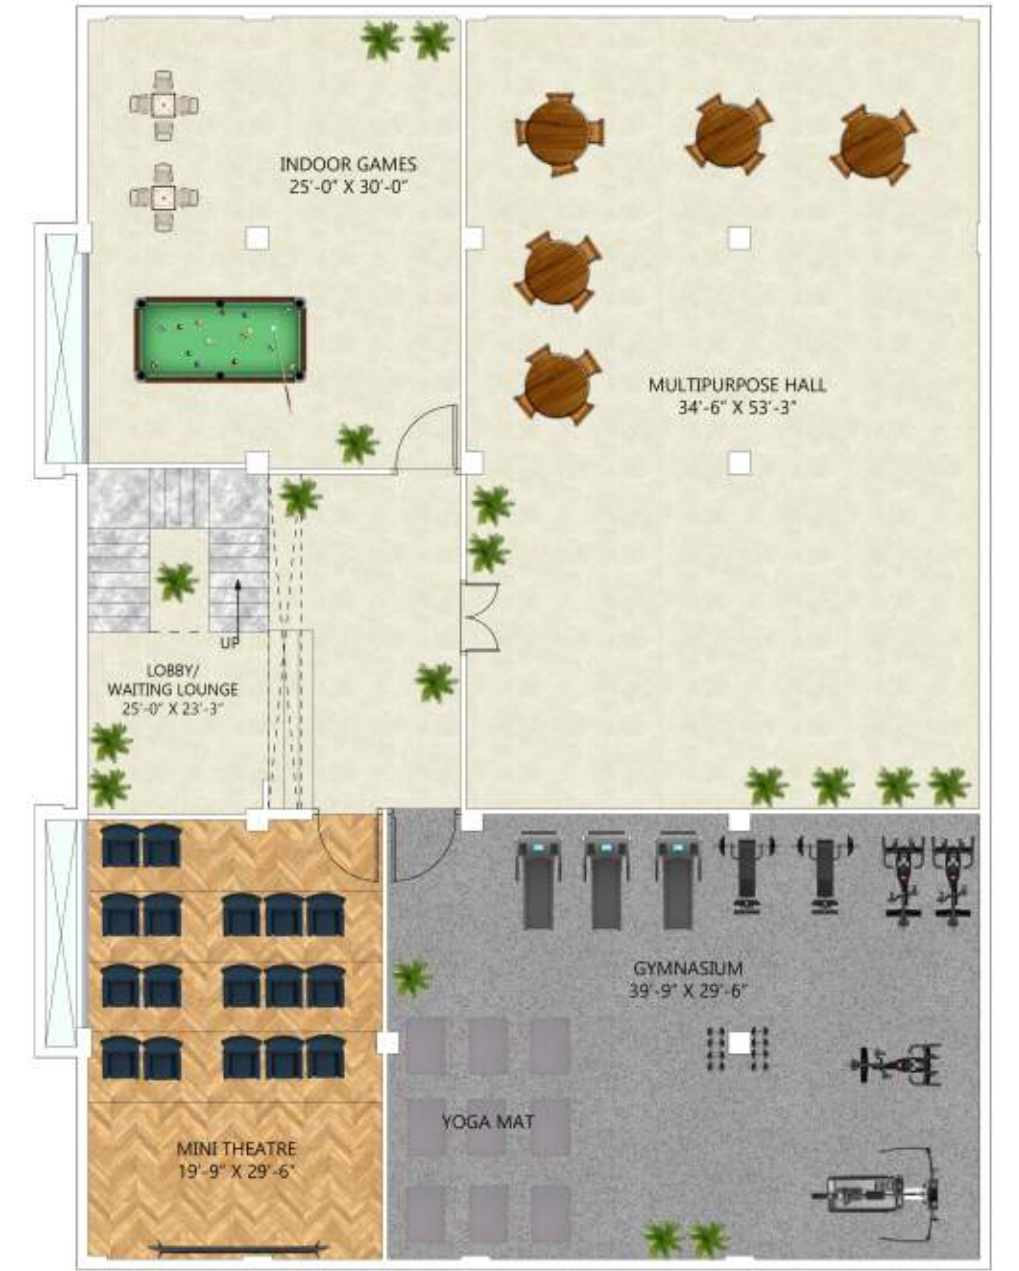 INDOOR GAMES
25'-0" X 30'-0"
MULTIPURPOSE HALL
34'-6" X 53'-3"
UP
LOBBY/
WAITING LOUNGE
25'-0" X 23'-3"
GYMNASIUM
39'-9" X 29'-6"
YOGA MAT
MINI THEATRE
19'-9" X 29'-6"